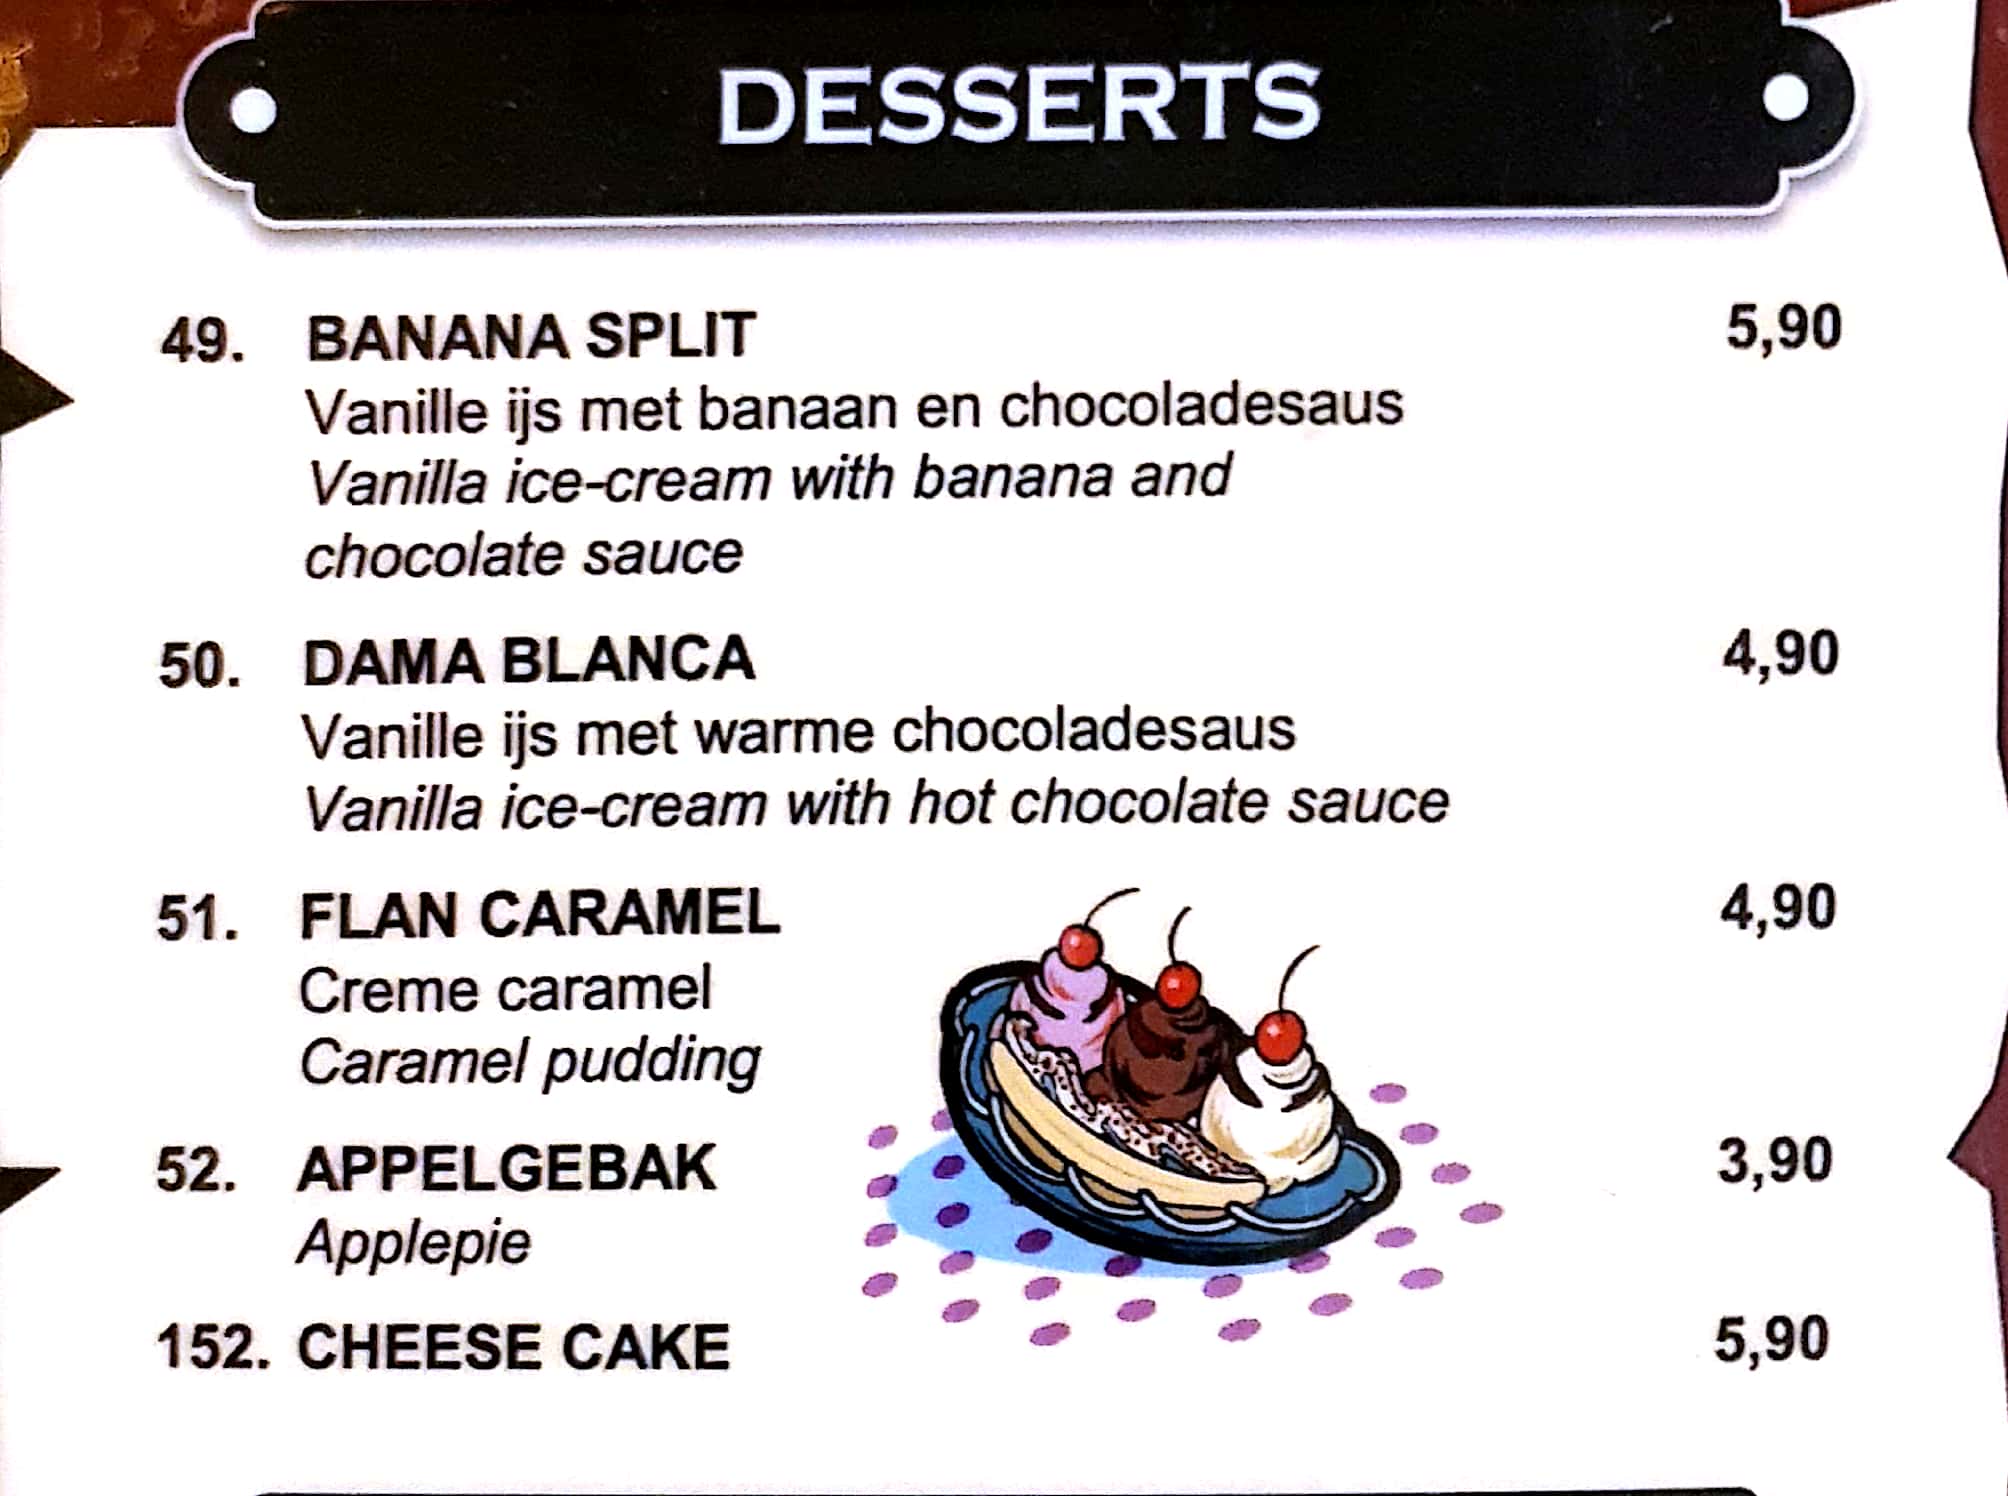 DESSERTS
49. BANANA SPLIT 5,90
Vanille ijs met banaan en chocoladesaus
Vanilla ice-cream with banana and
chocolate sauce
50. DAMA BLANCA 4,90
Vanille ijs met warme chocoladesaus
Vanilla ice-cream with hot chocolate sauce
51. FLAN CARAMEL 4,90
Creme caramel
Caramel pudding
52. APPELGEBAK 3,90
Applepie
152. CHEESE CAKE 5,90